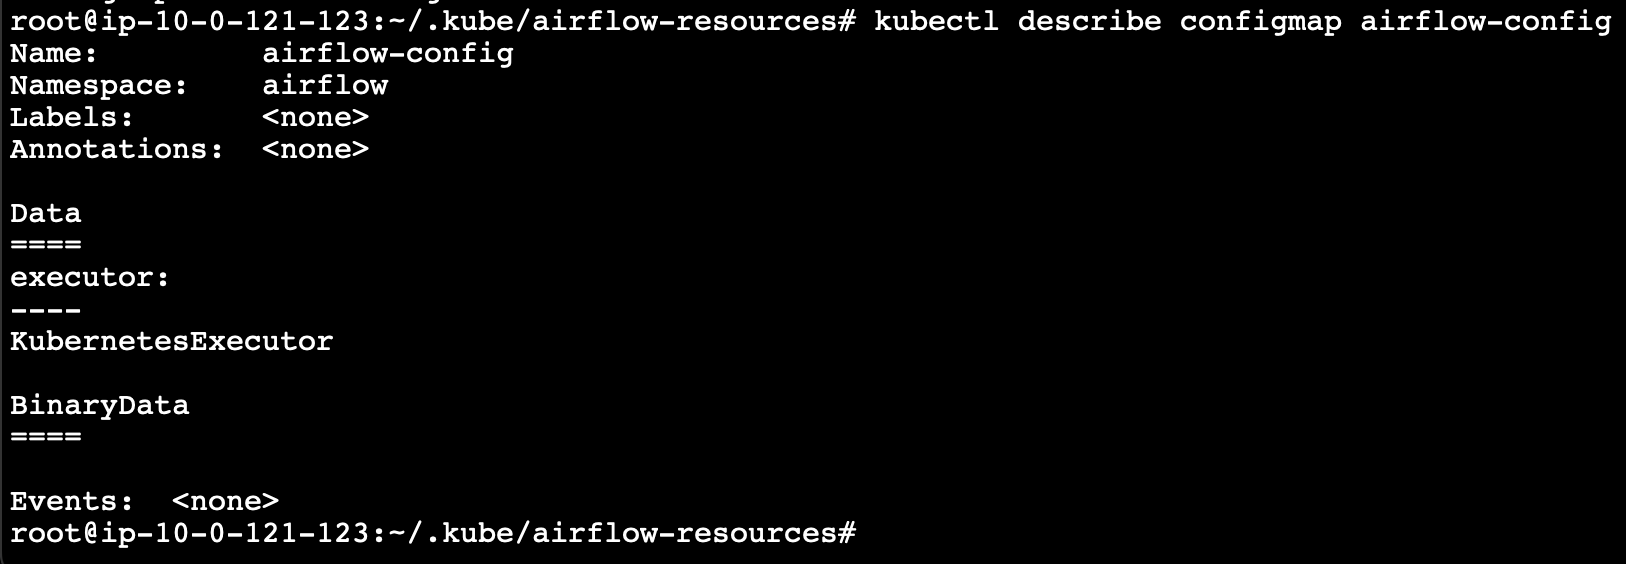 root@ip-10-0-121-123:~/.kube/airflow-resources# kubectl describe configmap airflow-config
Name:         airflow-config
Namespace:    airflow
Labels:       <none>
Annotations:  <none>

Data
====
executor:
----
KubernetesExecutor

BinaryData
====

Events:  <none>
root@ip-10-0-121-123:~/.kube/airflow-resources#